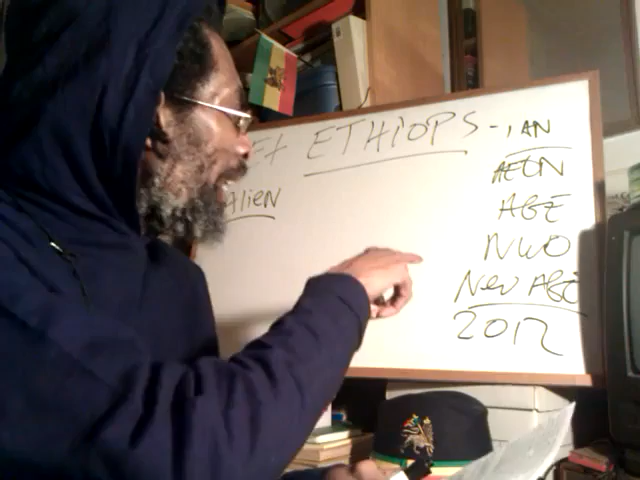 ETHIOPS - , AN
Alien
AEON
AGE
NWO
New AGE
2012